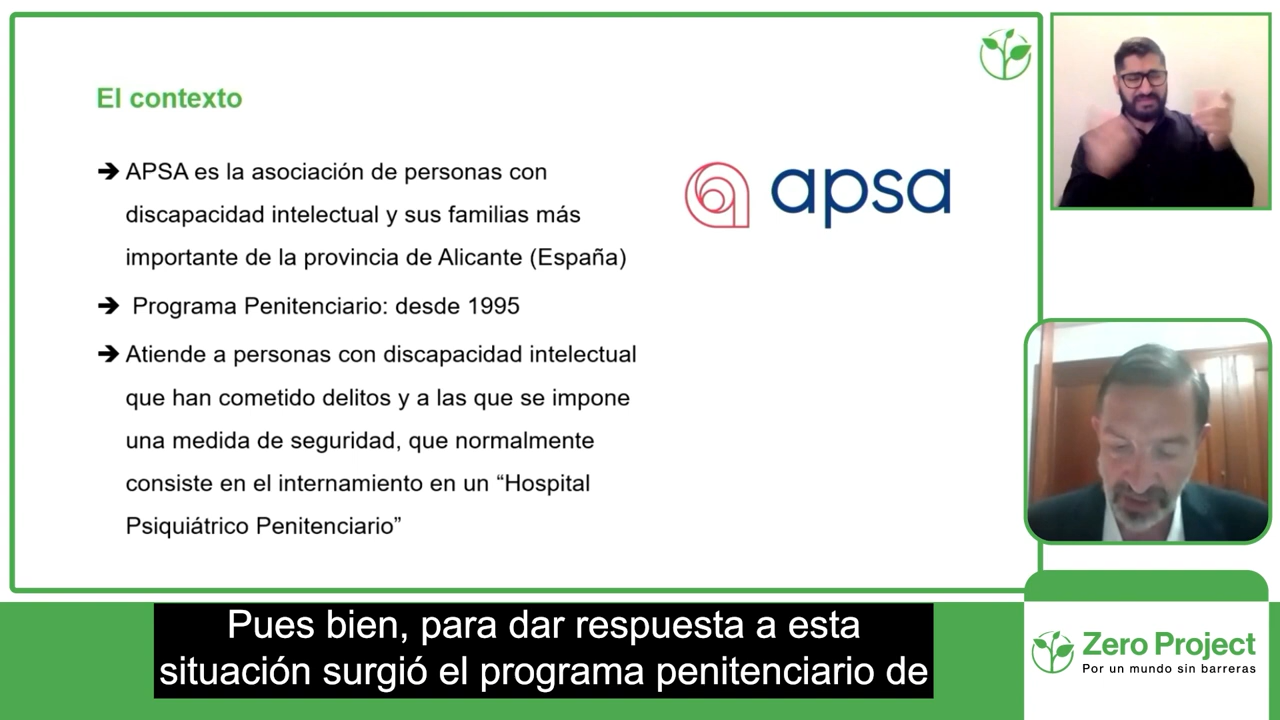 El contexto
➔ APSA es la asociación de personas con
discapacidad intelectual y sus familias más
importante de la provincia de Alicante (España)
➔ Programa Penitenciario: desde 1995
➔ Atiende a personas con discapacidad intelectual
que han cometido delitos y a las que se impone
una medida de seguridad, que normalmente
consiste en el internamiento en un “Hospital
Psiquiátrico Penitenciario”
apsa
Pues bien, para dar respuesta a esta
situación surgió el programa penitenciario de
Zero Project
Por un mundo sin barreras